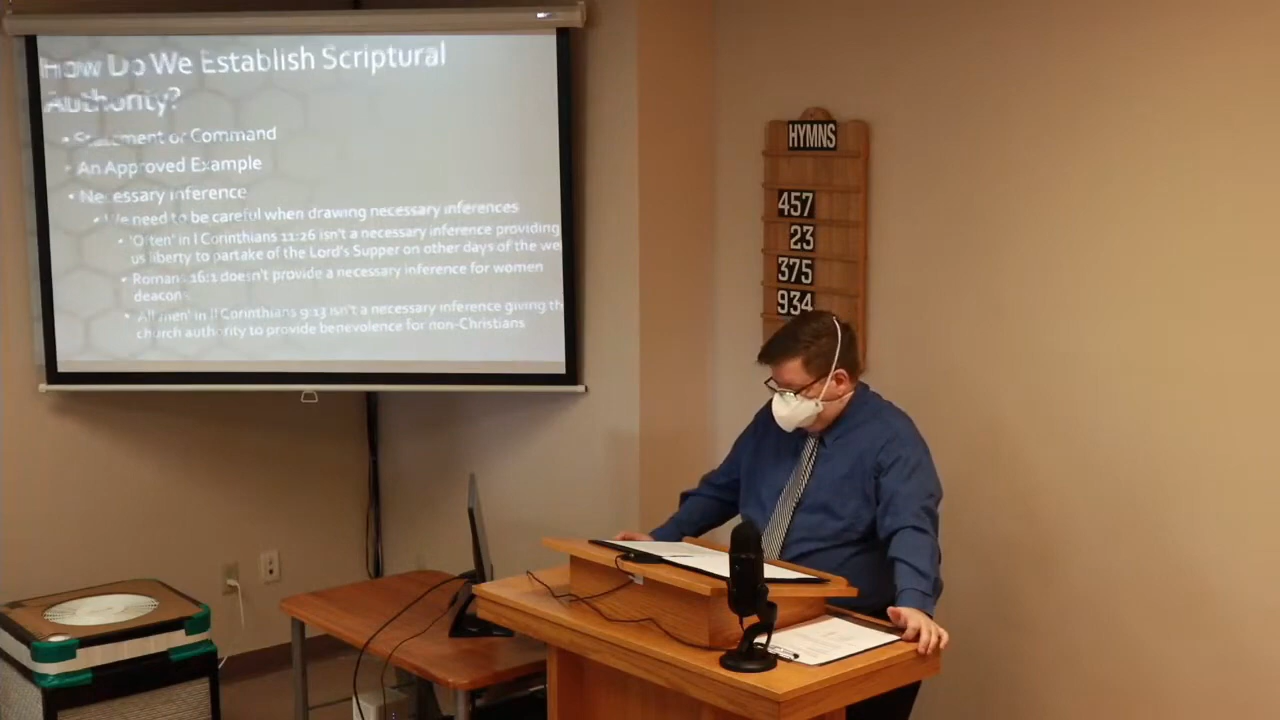 How Do We Establish Scriptural
Authority?
• Statement or Command
• An Approved Example
• Necessary inference
• We need to be careful when drawing necessary inferences
• 'Often' in I Corinthians 11:26 isn't a necessary inference providing
us liberty to partake of the Lord's Supper on other days of the we
• Romans 16:1 doesn't provide a necessary inference for women
deacons
• 'All men' in II Corinthians 9:13 isn't a necessary inference giving th
church authority to provide benevolence for non-Christians
HYMNS
457
23
375
934